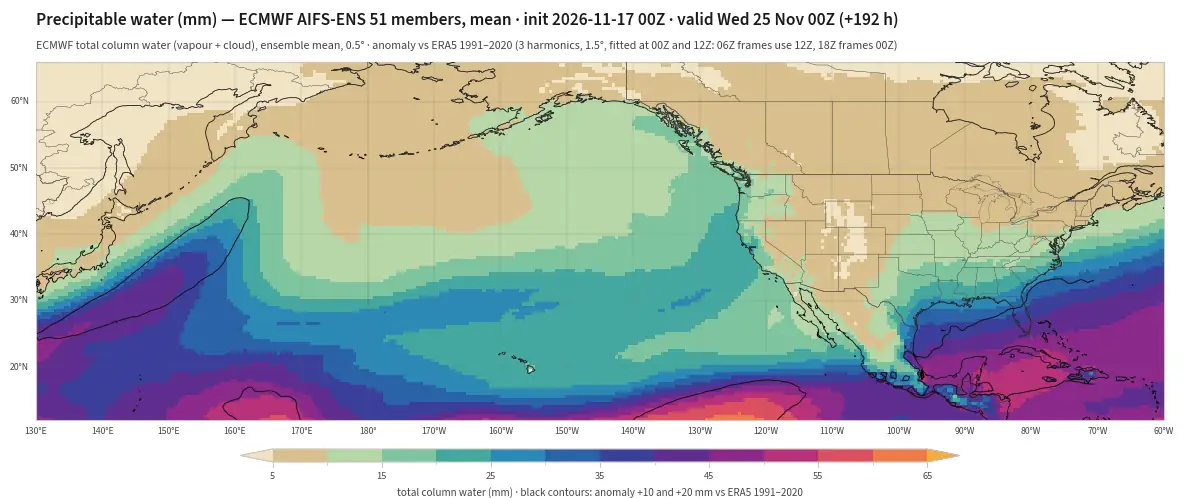 Precipitable water (mm) — ECMWF AIFS-ENS 51 members, mean · init 2026-11-17 00Z · valid Wed 25 Nov 00Z (+192 h)
ECMWF total column water (vapour + cloud), ensemble mean, 0.5° · anomaly vs ERA5 1991–2020 (3 harmonics, 1.5°, fitted at 00Z and 12Z: 06Z frames use 12Z, 18Z frames 00Z)
60°N
50°N
40°N
30°N
20°N
130°E 140°E 150°E 160°E 170°E 180° 170°W 160°W 150°W 140°W 130°W 120°W 110°W 100°W 90°W 80°W 70°W 60°W
5 15 25 35 45 55 65
total column water (mm) · black contours: anomaly +10 and +20 mm vs ERA5 1991–2020